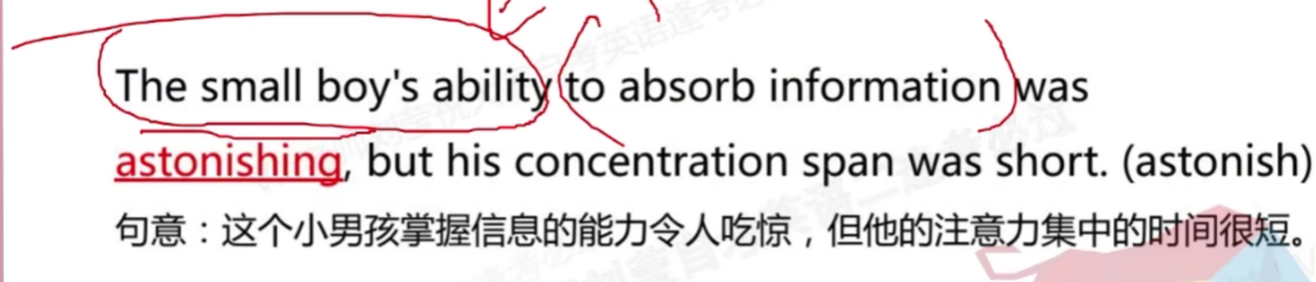 The small boy's ability to absorb information was
astonishing, but his concentration span was short. (astonish)
句意：这个小男孩掌握信息的能力令人吃惊，但他的注意力集中的时间很短。